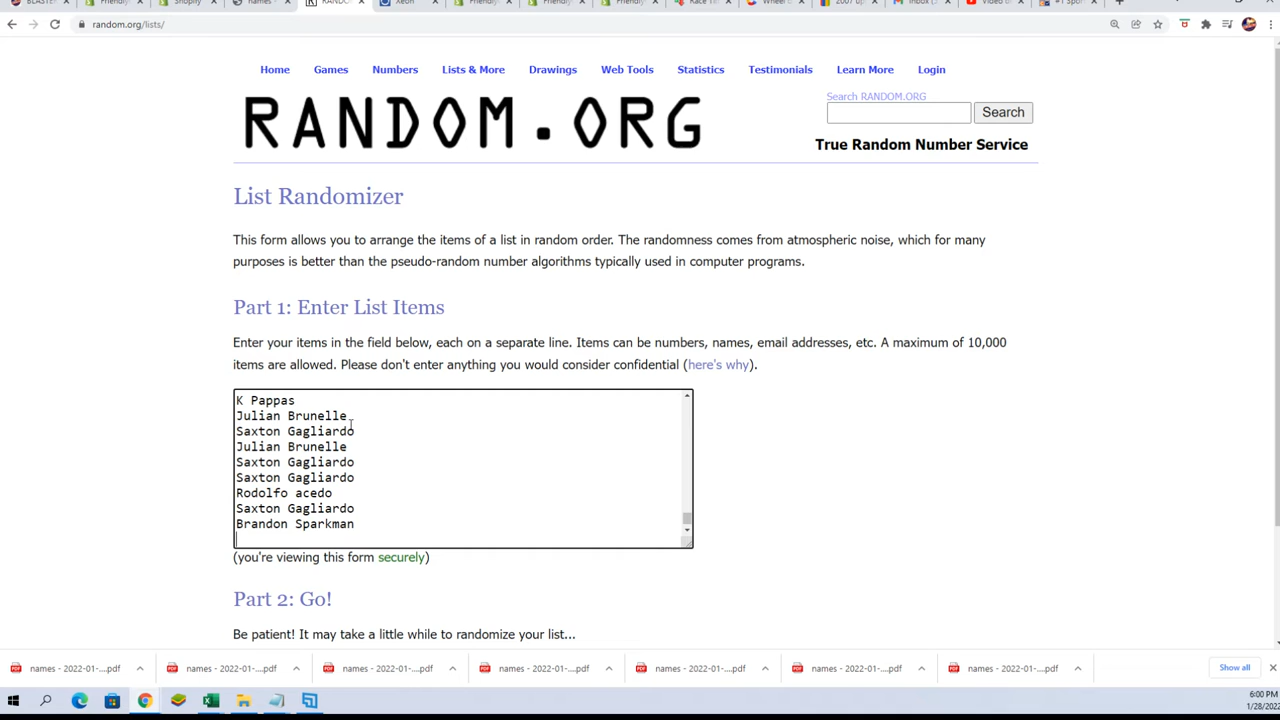 BLASTE
Shopify
names -
RANDOM
Xeon
2007 up
Inbox (
random.org/lists/
Home Games Numbers Lists & More Drawings Web Tools Statistics Testimonials Learn More Login
RANDOM.ORG
Search RANDOM.ORG
Search
True Random Number Service
List Randomizer
This form allows you to arrange the items of a list in random order. The randomness comes from atmospheric noise, which for many
purposes is better than the pseudo-random number algorithms typically used in computer programs.
Part 1: Enter List Items
Enter your items in the field below, each on a separate line. Items can be numbers, names, email addresses, etc. A maximum of 10,000
items are allowed. Please don't enter anything you would consider confidential (here's why).
K Pappas
Julian Brunelle
Saxton Gagliardo
Julian Brunelle
Saxton Gagliardo
Saxton Gagliardo
Rodolfo acedo
Saxton Gagliardo
Brandon Sparkman
(you're viewing this form securely)
Part 2: Go!
Be patient! It may take a little while to randomize your list...
names - 2022-01-....pdf names - 2022-01-....pdf names - 2022-01-....pdf names - 2022-01-....pdf names - 2022-01-....pdf names - 2022-01-....pdf names - 2022-01-....pdf Show all
6:00 PM
1/28/2022